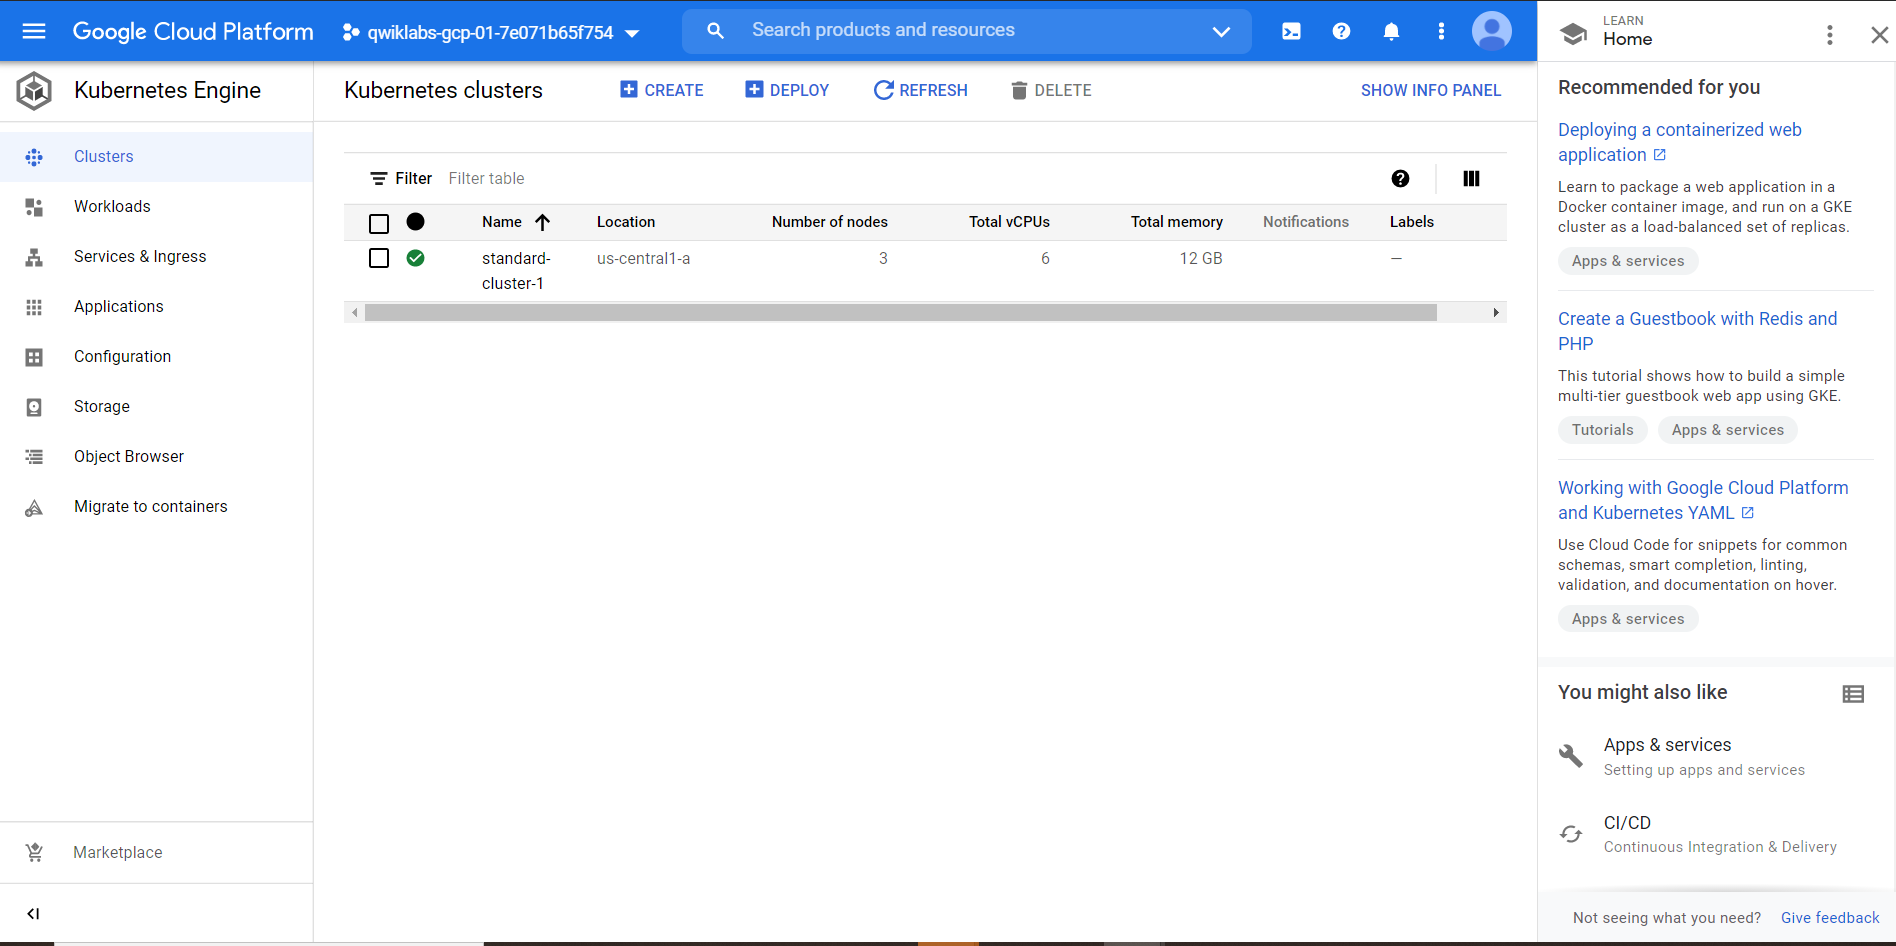 Google Cloud Platform
qwiklabs-gcp-01-7e071b65f754
Search products and resources
Kubernetes Engine
Clusters
Workloads
Services & Ingress
Applications
Configuration
Storage
Object Browser
Migrate to containers
Marketplace
Kubernetes clusters
CREATE
DEPLOY
REFRESH
DELETE
SHOW INFO PANEL
Filter Filter table
Name Location Number of nodes Total vCPUs Total memory Notifications Labels
standard- us-central1-a 3 6 12 GB —
cluster-1
LEARN
Home
Recommended for you
Deploying a containerized web
application
Learn to package a web application in a
Docker container image, and run on a GKE
cluster as a load-balanced set of replicas.
Apps & services
Create a Guestbook with Redis and
PHP
This tutorial shows how to build a simple
multi-tier guestbook web app using GKE.
Tutorials Apps & services
Working with Google Cloud Platform
and Kubernetes YAML
Use Cloud Code for snippets for common
schemas, smart completion, linting,
validation, and documentation on hover.
Apps & services
You might also like
Apps & services
Setting up apps and services
CI/CD
Continuous Integration & Delivery
Not seeing what you need? Give feedback